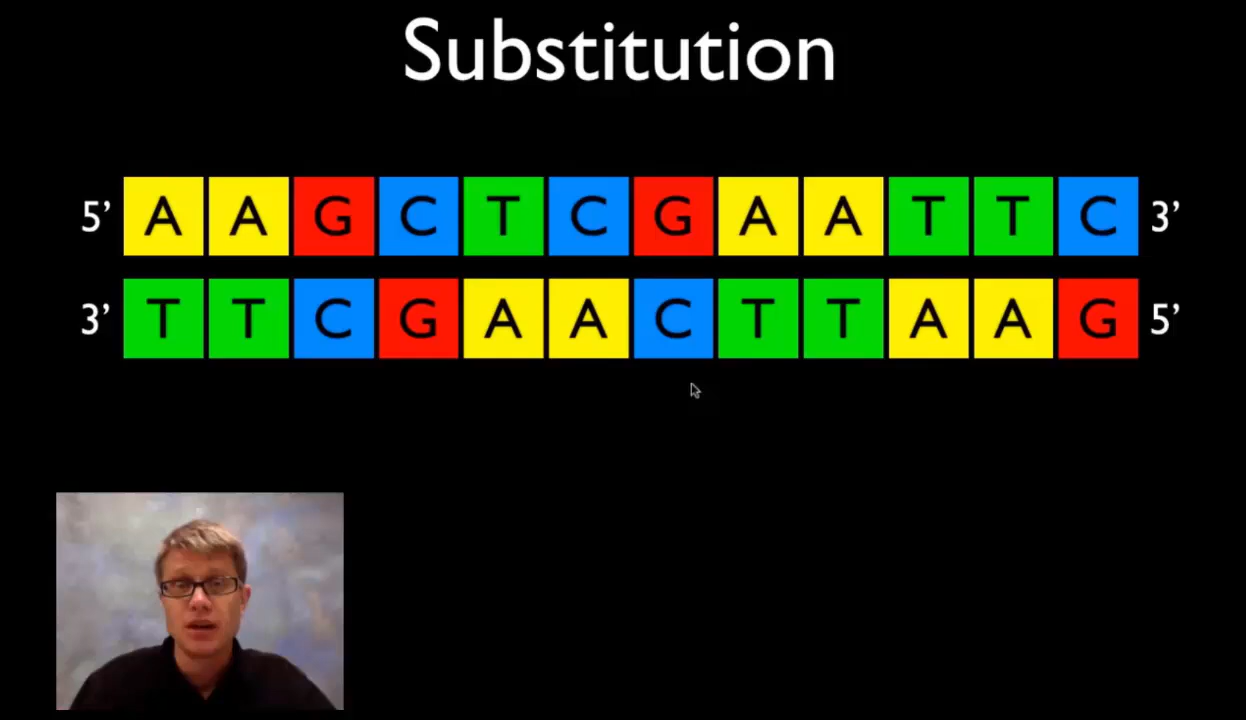 Substitution
5’ A A G C T C G A A T T C 3’
3’ T T C G A A C T T A A G 5’